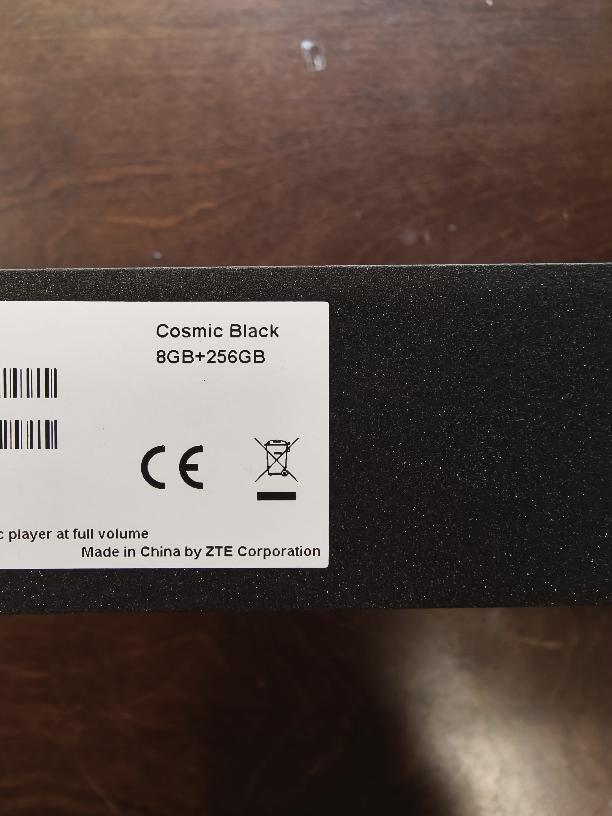 Cosmic Black
8GB+256GB
CE
player at full volume
Made in China by ZTE Corporation